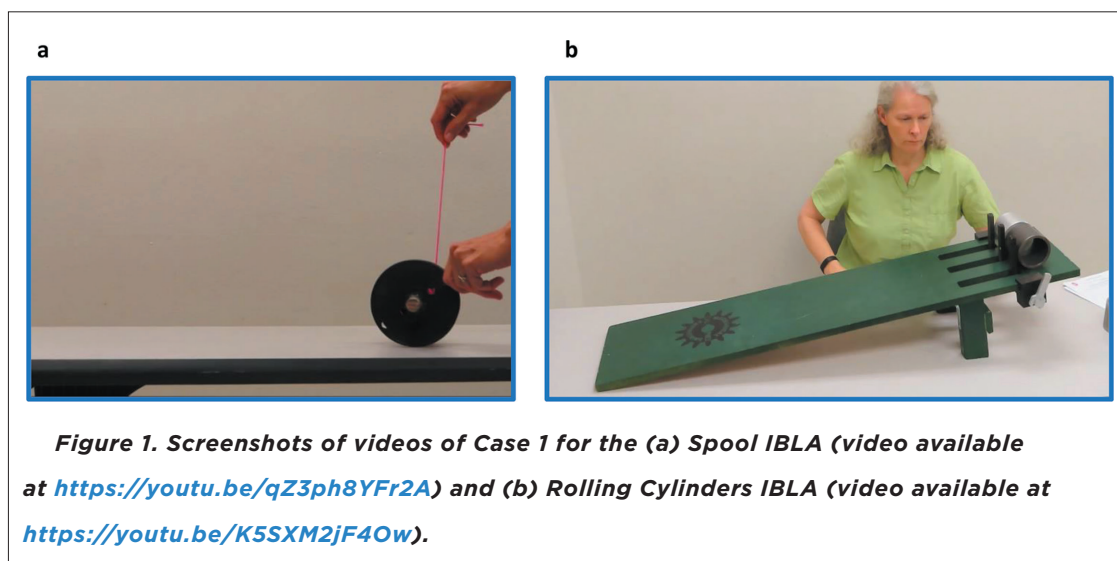 a
b
Figure 1. Screenshots of videos of Case 1 for the (a) Spool IBLA (video available
at https://youtu.be/qZ3ph8YFr2A) and (b) Rolling Cylinders IBLA (video available at
https://youtu.be/K5SXM2jF4Ow).